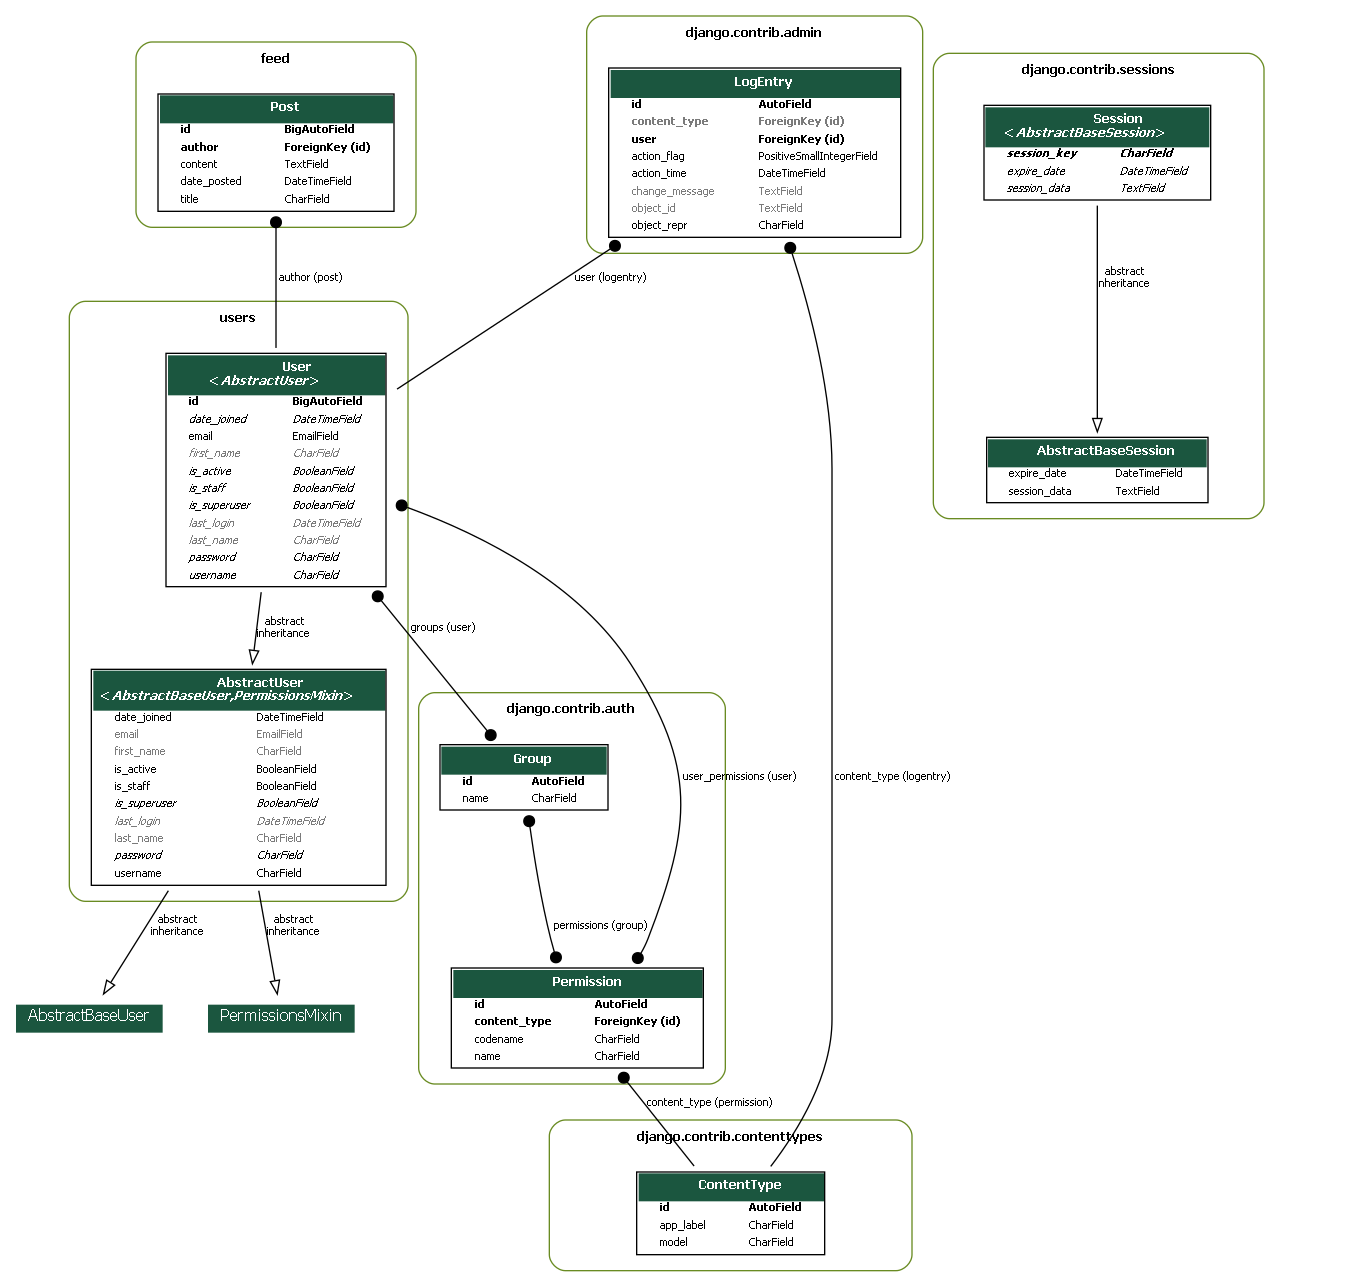 feed
Post
id BigAutoField
author ForeignKey (id)
content TextField
date_posted DateTimeField
title CharField
django.contrib.admin
LogEntry
id AutoField
content_type ForeignKey (id)
user ForeignKey (id)
action_flag PositiveSmallIntegerField
action_time DateTimeField
change_message TextField
object_id TextField
object_repr CharField
django.contrib.sessions
Session
<AbstractBaseSession>
session_key CharField
expire_date DateTimeField
session_data TextField
author (post)
user (logentry)
abstract
inheritance
users
User
<AbstractUser>
id BigAutoField
date_joined DateTimeField
email EmailField
first_name CharField
is_active BooleanField
is_staff BooleanField
is_superuser BooleanField
last_login DateTimeField
last_name CharField
password CharField
username CharField
AbstractBaseSession
expire_date DateTimeField
session_data TextField
abstract
inheritance
groups (user)
AbstractUser
<AbstractBaseUser,PermissionsMixin>
date_joined DateTimeField
email EmailField
first_name CharField
is_active BooleanField
is_staff BooleanField
is_superuser BooleanField
last_login DateTimeField
last_name CharField
password CharField
username CharField
django.contrib.auth
Group
id AutoField
name CharField
user_permissions (user)
content_type (logentry)
abstract
inheritance
abstract
inheritance
permissions (group)
AbstractBaseUser
PermissionsMixin
Permission
id AutoField
content_type ForeignKey (id)
codename CharField
name CharField
content_type (permission)
django.contrib.contenttypes
ContentType
id AutoField
app_label CharField
model CharField